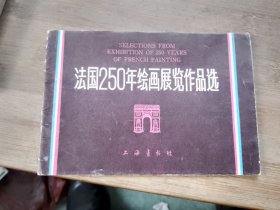 SELECTIONS FROM
EXHIBITION OF 250 YEARS
OF FRENCH PAINTING
法国250年绘画展览作品选
上海画报社